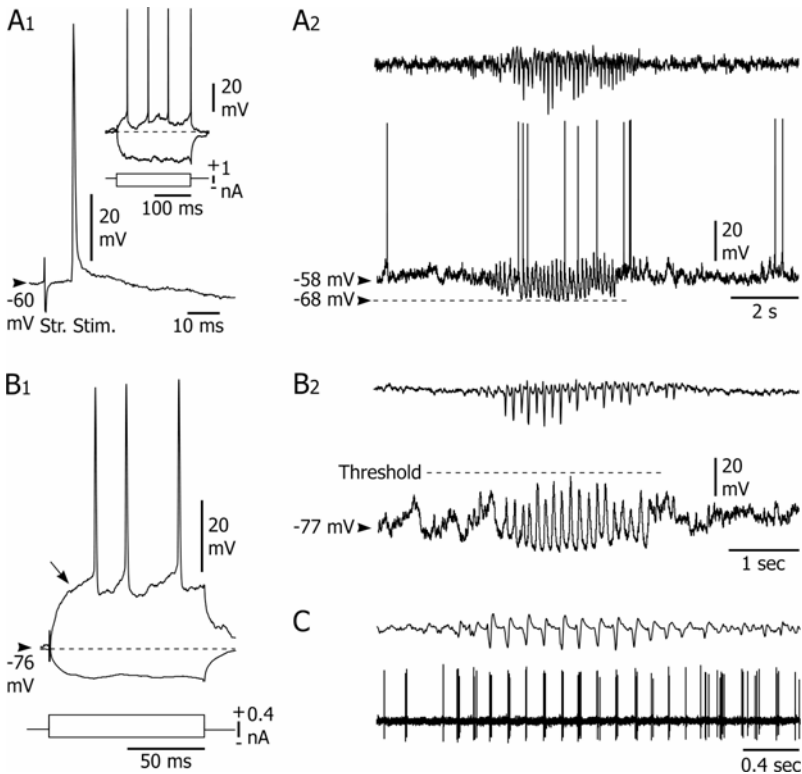 A1
20
mV
+1
-
nA
100 ms
20
mV
-60
mV
Str. Stim.
10 ms
A2
20
mV
-58 mV
-68 mV
2 s
B1
20
mV
-76
mV
+0.4
-
nA
50 ms
B2
Threshold
20
mV
-77 mV
1 sec
C
0.4 sec